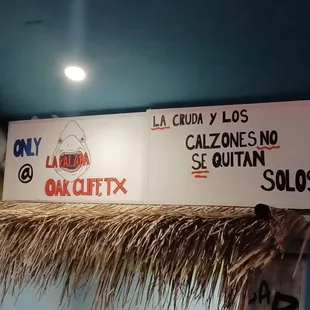 ONLY
@
LA PALAPA
OAK CLIFF, TX
LA CRUDA Y LOS
CALZONES NO
SE QUITAN
SOLOS